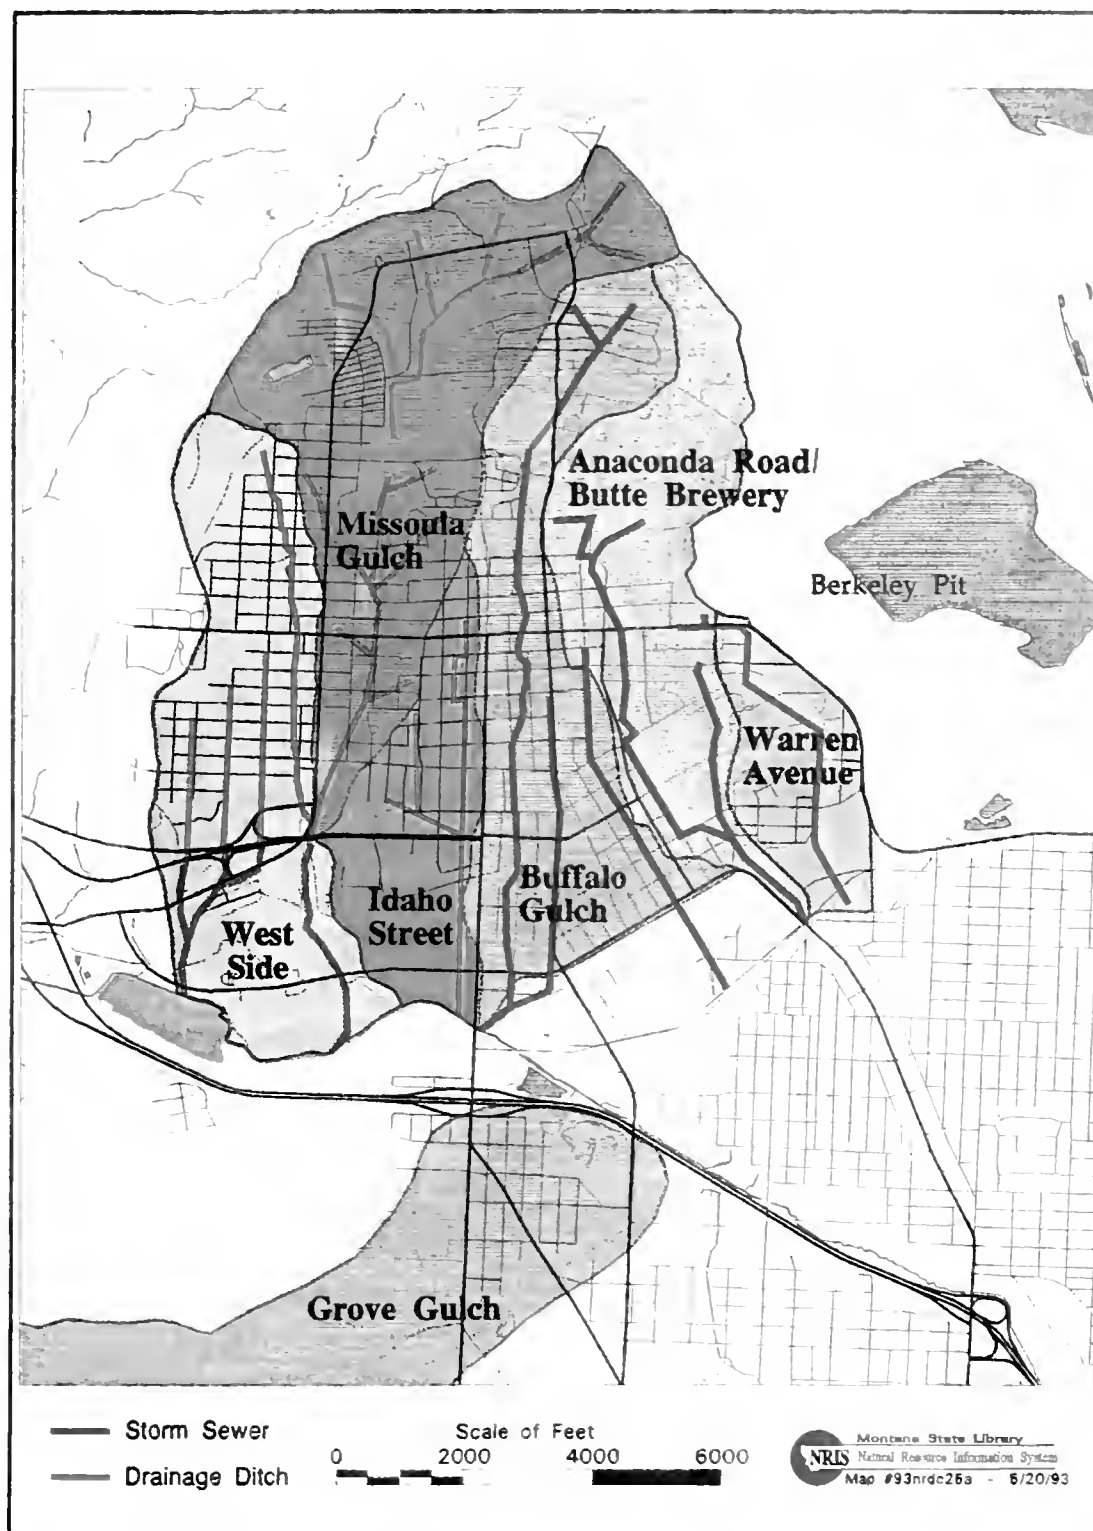 Anaconda Road/
Butte Brewery
Missoula
Gulch
Berkeley Pit
Warren
Avenue
Buffalo
Gulch
Idaho
Street
West
Side
Grove Gulch
Storm Sewer
Drainage Ditch
Scale of Feet
0 2000 4000 6000
NRIS
Montana State Library
Natural Resource Information System
Map #93nrdc25a - 5/20/93